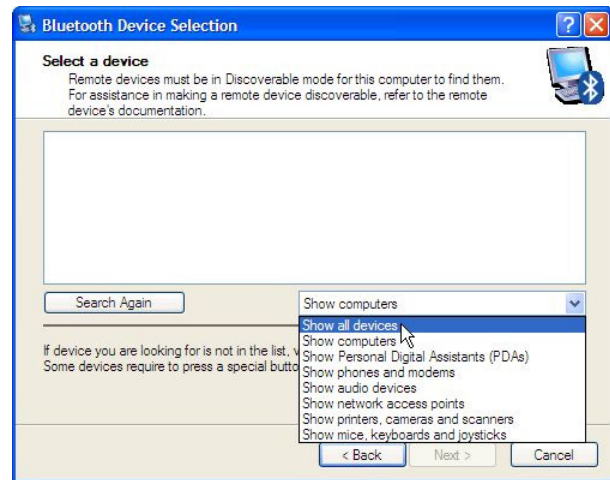 Bluetooth Device Selection
Select a device
Remote devices must be in Discoverable mode for this computer to find them.
For assistance in making a remote device discoverable, refer to the remote
device's documentation.
Search Again
Show computers
Show all devices
Show computers
Show Personal Digital Assistants (PDAs)
Show phones and modems
Show audio devices
Show network access points
Show printers, cameras and scanners
Show mice, keyboards and joysticks
If device you are looking for is not in the list,
Some devices require to press a special
< Back
Next >
Cancel